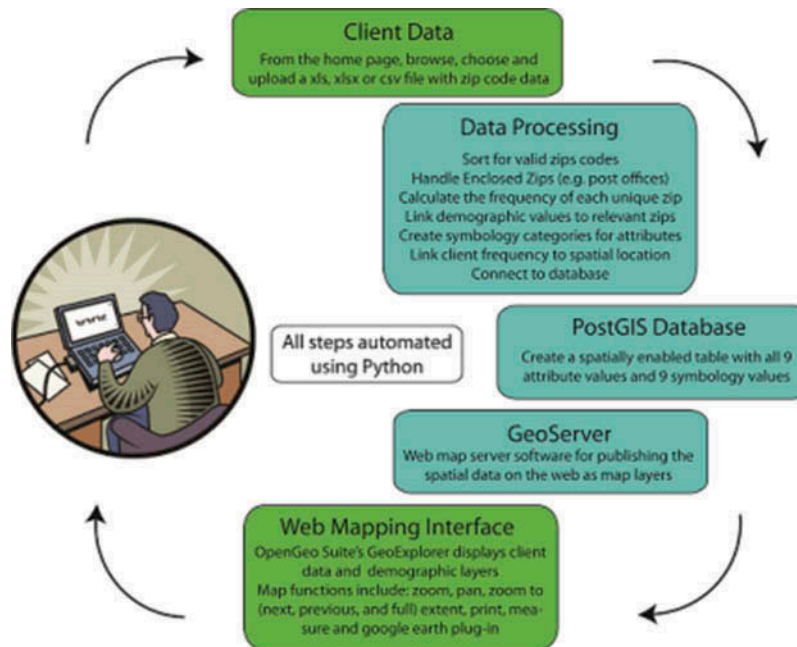 Client Data
From the home page, browse, choose and
upload a xls, xlsx or csv file with zip code data
Data Processing
Sort for valid zips codes
Handle Enclosed Zips (e.g. post offices)
Calculate the frequency of each unique zip
Link demographic values to relevant zips
Create symbology categories for attributes
Link client frequency to spatial location
Connect to database
www
All steps automated
using Python
PostGIS Database
Create a spatially enabled table with all 9
attribute values and 9 symbology values
GeoServer
Web map server software for publishing the
spatial data on the web as map layers
Web Mapping Interface
OpenGeo Suite's GeoExplorer displays client
data and demographic layers
Map functions include: zoom, pan, zoom to
(next, previous, and full) extent, print, mea-
sure and google earth plug-in